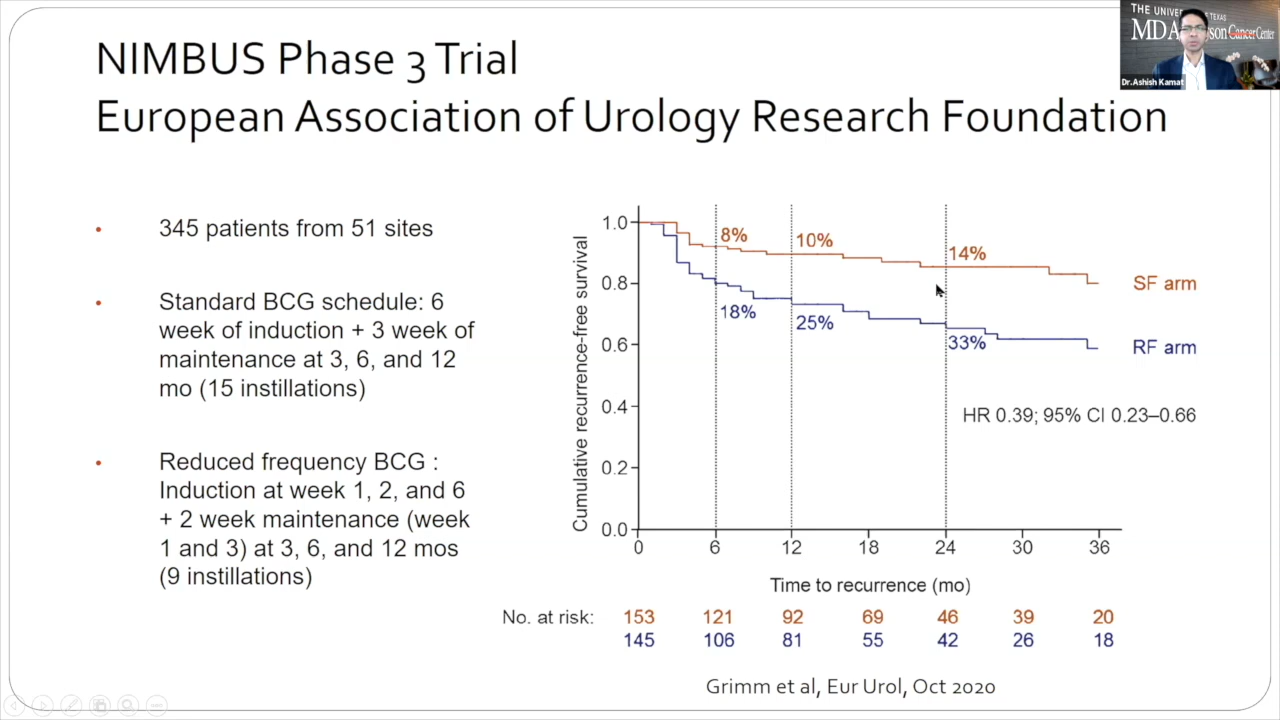 NIMBUS Phase 3 Trial
European Association of Urology Research Foundation
THE UNIVE
TEXAS
MD
son Cancer Center
Dr.Ashish Kamat
• 345 patients from 51 sites
• Standard BCG schedule: 6
week of induction + 3 week of
maintenance at 3, 6, and 12
mo (15 instillations)
• Reduced frequency BCG :
Induction at week 1, 2, and 6
+ 2 week maintenance (week
1 and 3) at 3, 6, and 12 mos
(9 instillations)
Cumulative recurrence-free survival
1.0
0.8
0.6
0.4
0.2
0.0
8% 10% 14%
SF arm
18% 25% 33%
RF arm
HR 0.39; 95% CI 0.23–0.66
0 6 12 18 24 30 36
Time to recurrence (mo)
No. at risk: 153 121 92 69 46 39 20
145 106 81 55 42 26 18
Grimm et al, Eur Urol, Oct 2020